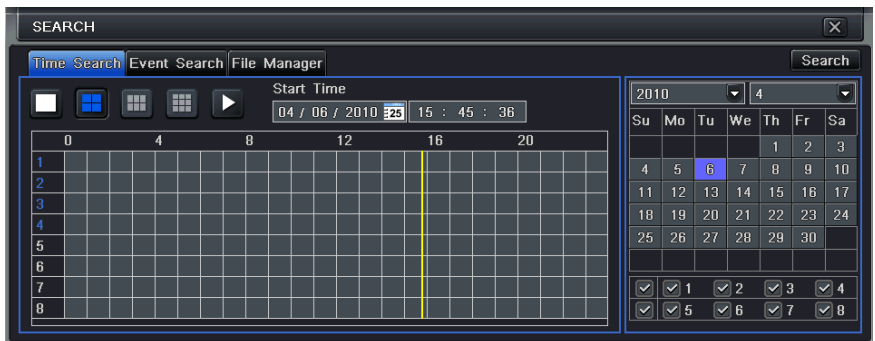 SEARCH
Time Search Event Search File Manager Search
Start Time
04 / 06 / 2010 25 15 : 45 : 36
0 4 8 12 16 20
1
2
3
4
5
6
7
8
2010 4
Su Mo Tu We Th Fr Sa
1 2 3
4 5 6 7 8 9 10
11 12 13 14 15 16 17
18 19 20 21 22 23 24
25 26 27 28 29 30
1 2 3 4
5 6 7 8